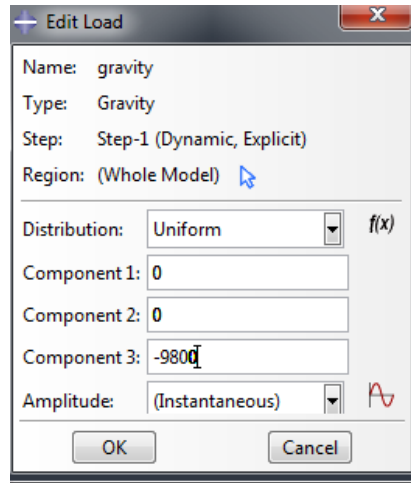 Edit Load
Name: gravity
Type: Gravity
Step: Step-1 (Dynamic, Explicit)
Region: (Whole Model)
Distribution: Uniform f(x)
Component 1: 0
Component 2: 0
Component 3: -9800
Amplitude: (Instantaneous)
OK Cancel